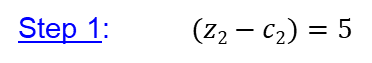 Step 1: (z₂ − c₂) = 5